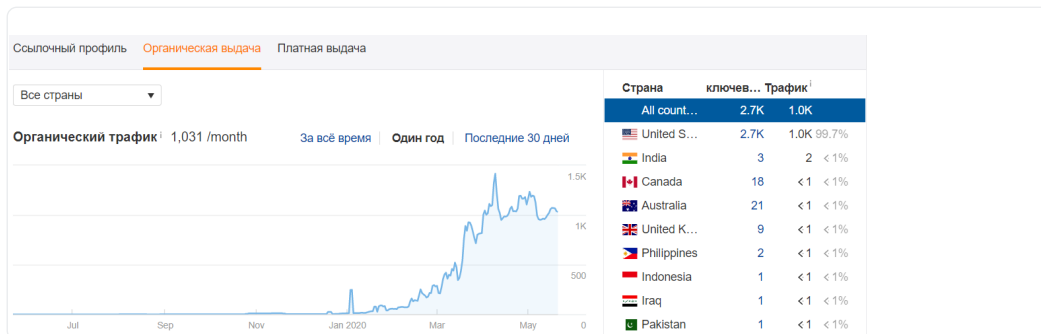 Ссылочный профиль Органическая выдача Платная выдача
Все страны
Органический трафик i 1,031 /month За всё время Один год Последние 30 дней
1.5K
1K
500
0
Jul Sep Nov Jan 2020 Mar May
Страна ключев... Трафик i
All count... 2.7K 1.0K
United S... 2.7K 1.0K 99.7%
India 3 2 < 1%
Canada 18 < 1 < 1%
Australia 21 < 1 < 1%
United K... 9 < 1 < 1%
Philippines 2 < 1 < 1%
Indonesia 1 < 1 < 1%
Iraq 1 < 1 < 1%
Pakistan 1 < 1 < 1%